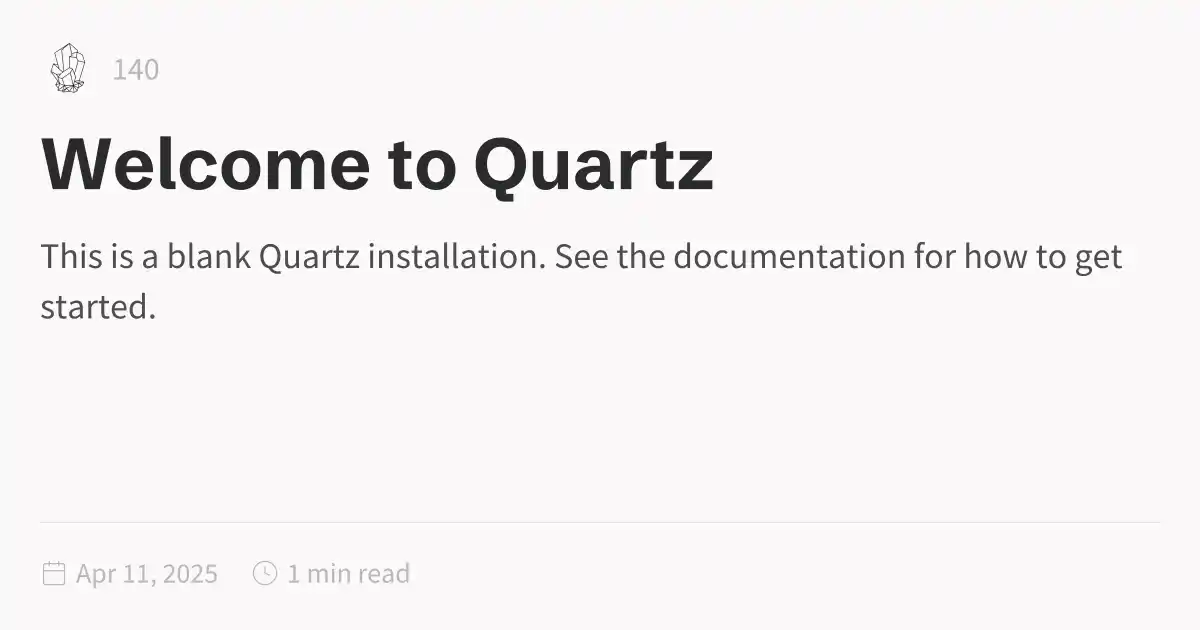 140
Welcome to Quartz
This is a blank Quartz installation. See the documentation for how to get
started.
Apr 11, 2025 1 min read